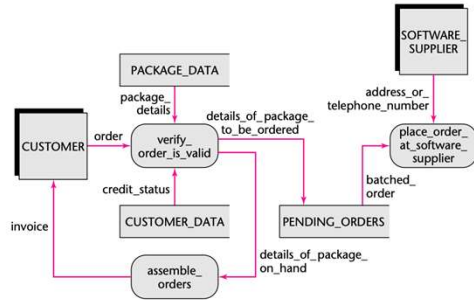 SOFTWARE_
SUPPLIER
PACKAGE_DATA
address_or_
telephone_number
package_
details
details_of_package_
to_be_ordered
order
CUSTOMER
verify_
order_is_valid
place_order_
at_software_
supplier
credit_status
batched_
order
invoice
CUSTOMER_DATA
PENDING_ORDERS
details_of_package_
on_hand
assemble_
orders